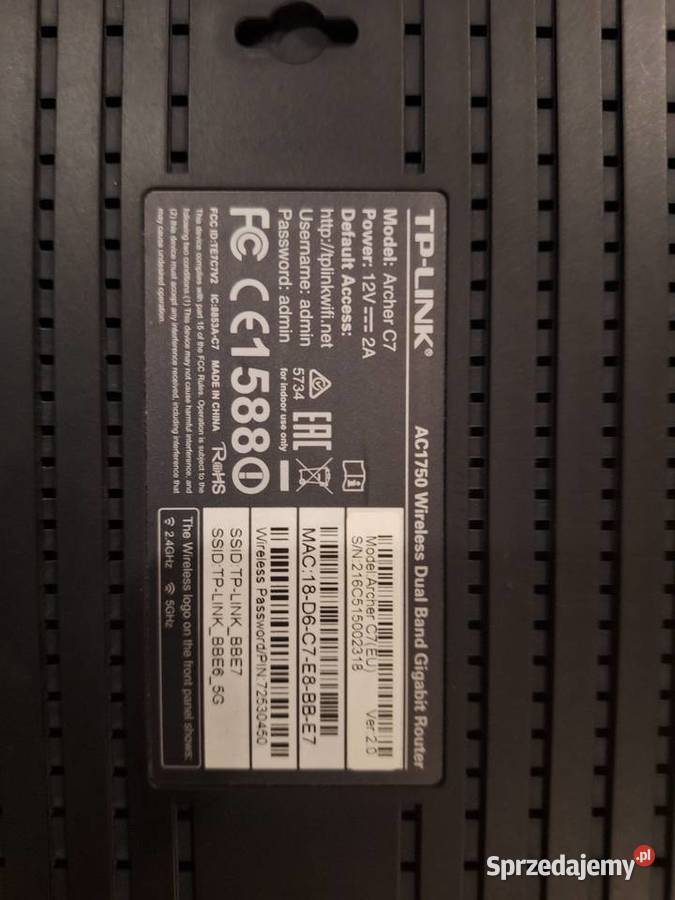 TP-LINK® AC1750 Wireless Dual Band Gigabit Router
Model: Archer C7
Power: 12V⎓2A
Default Access:
http://tplinkwifi.net
Username: admin
Password: admin
5734
for indoor use only
EAC
FC CE1588
FCC ID:TE7C7V2 IC:8853A-C7 MADE IN CHINA RoHS
This device complies with part 15 of the FCC Rules. Operation is subject to the
following two conditions:(1) This device may not cause harmful interference, and
(2) this device must accept any interference received, including interference that
may cause undesired operation.
Model:Archer C7(EU) Ver:2.0
S/N:216C515002318
MAC:18-D6-C7-E8-BB-E7
Wireless Password/PIN:72530450
SSID:TP-LINK_BBE7
SSID:TP-LINK_BBE6_5G
The Wireless logo on the front panel shows:
2.4GHz 5GHz
Sprzedajemy.pl